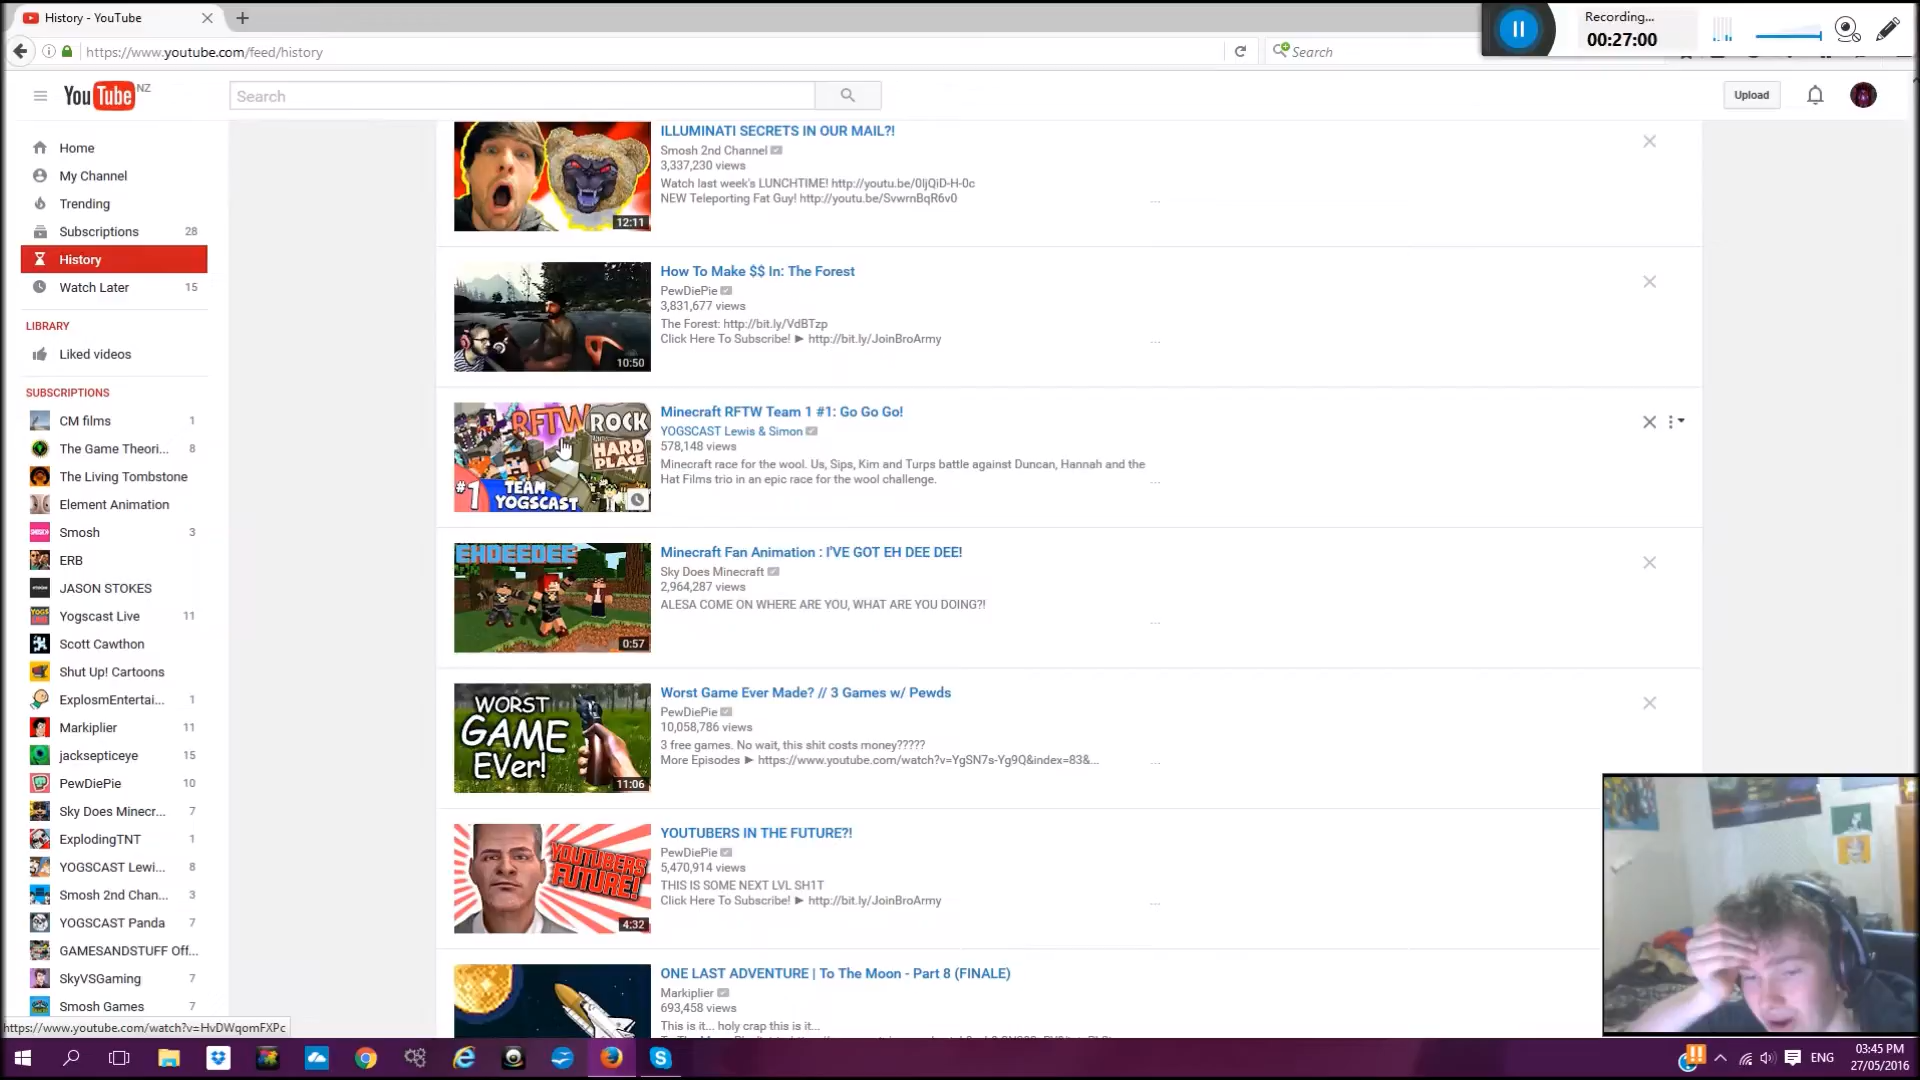 History - YouTube
Recording...
00:27:00
https://www.youtube.com/feed/history
Search
YouTube NZ
Search
Upload
Home
My Channel
Trending
Subscriptions 28
History
Watch Later 15
LIBRARY
Liked videos
SUBSCRIPTIONS
CM films 1
The Game Theori... 8
The Living Tombstone
Element Animation
Smosh 3
ERB
JASON STOKES
Yogscast Live 11
Scott Cawthon
Shut Up! Cartoons
ExplosmEntertai... 1
Markiplier 11
jacksepticeye 15
PewDiePie 10
Sky Does Minecr... 7
ExplodingTNT 1
YOGSCAST Lewi... 8
Smosh 2nd Chan... 3
YOGSCAST Panda 7
GAMESANDSTUFF Off...
SkyVSGaming 7
Smosh Games 7
https://www.youtube.com/watch?v=HvDWqomFXPc
12:11
ILLUMINATI SECRETS IN OUR MAIL?!
Smosh 2nd Channel
3,337,230 views
Watch last week's LUNCHTIME! http://youtu.be/0ljQiD-H-0c
NEW Teleporting Fat Guy! http://youtu.be/SvwrnBqR6v0
...
10:50
How To Make $$ In: The Forest
PewDiePie
3,831,677 views
The Forest: http://bit.ly/VdBTzp
Click Here To Subscribe! ► http://bit.ly/JoinBroArmy
...
RFTW ROCK
HARD
PLACE
#1 TEAM
YOGSCAST
Minecraft RFTW Team 1 #1: Go Go Go!
YOGSCAST Lewis & Simon
578,148 views
Minecraft race for the wool. Us, Sips, Kim and Turps battle against Duncan, Hannah and the
Hat Films trio in an epic race for the wool challenge.
...
EHDEEDEE
0:57
Minecraft Fan Animation : I'VE GOT EH DEE DEE!
Sky Does Minecraft
2,964,287 views
ALESA COME ON WHERE ARE YOU, WHAT ARE YOU DOING?!
...
WORST
GAME
EVer!
11:06
Worst Game Ever Made? // 3 Games w/ Pewds
PewDiePie
10,058,786 views
3 free games. No wait, this shit costs money?????
More Episodes ► https://www.youtube.com/watch?v=YgSN7s-Yg9Q&index=83&...
...
YOUTUBERS
FUTURE!
4:32
YOUTUBERS IN THE FUTURE?!
PewDiePie
5,470,914 views
THIS IS SOME NEXT LVL SH1T
Click Here To Subscribe! ► http://bit.ly/JoinBroArmy
...
ONE LAST ADVENTURE | To The Moon - Part 8 (FINALE)
Markiplier
693,458 views
This is it... holy crap this is it...
ENG
03:45 PM
27/05/2016